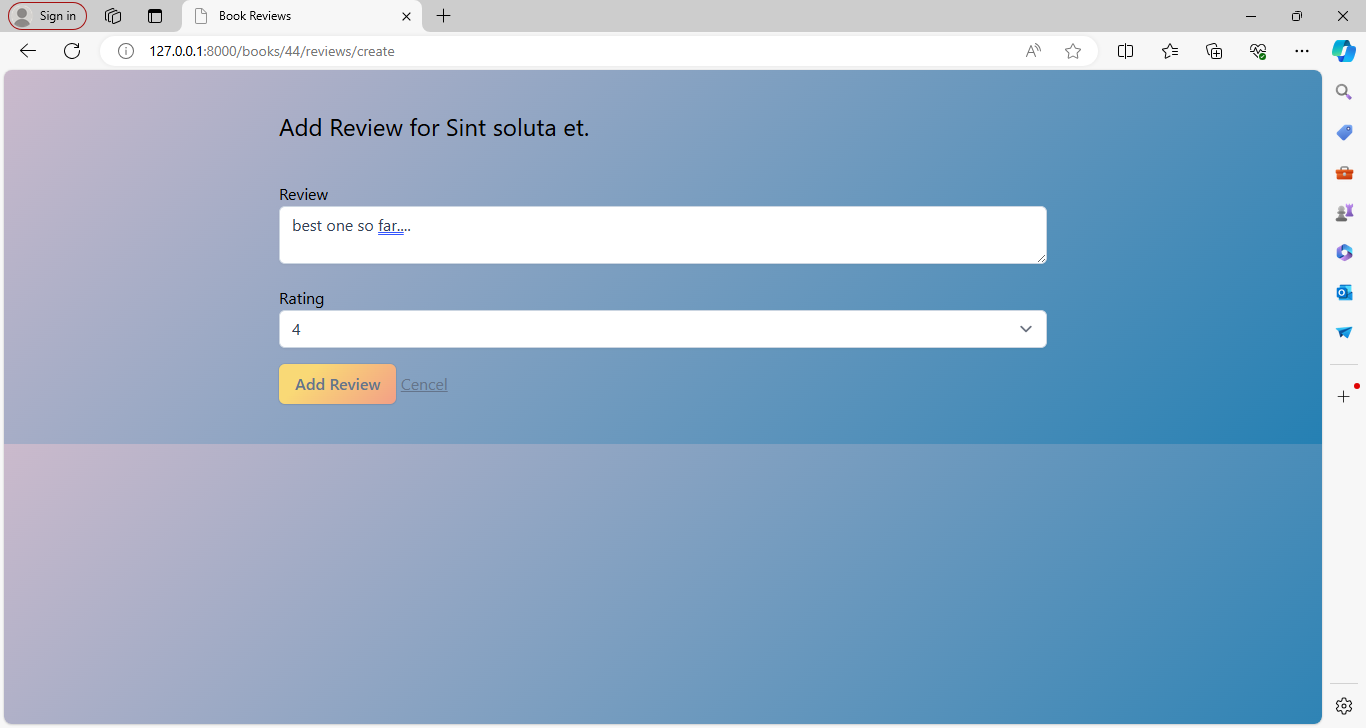 Sign in
Book Reviews
127.0.0.1:8000/books/44/reviews/create
Add Review for Sint soluta et.
Review
best one so far....
Rating
4
Add Review Cencel